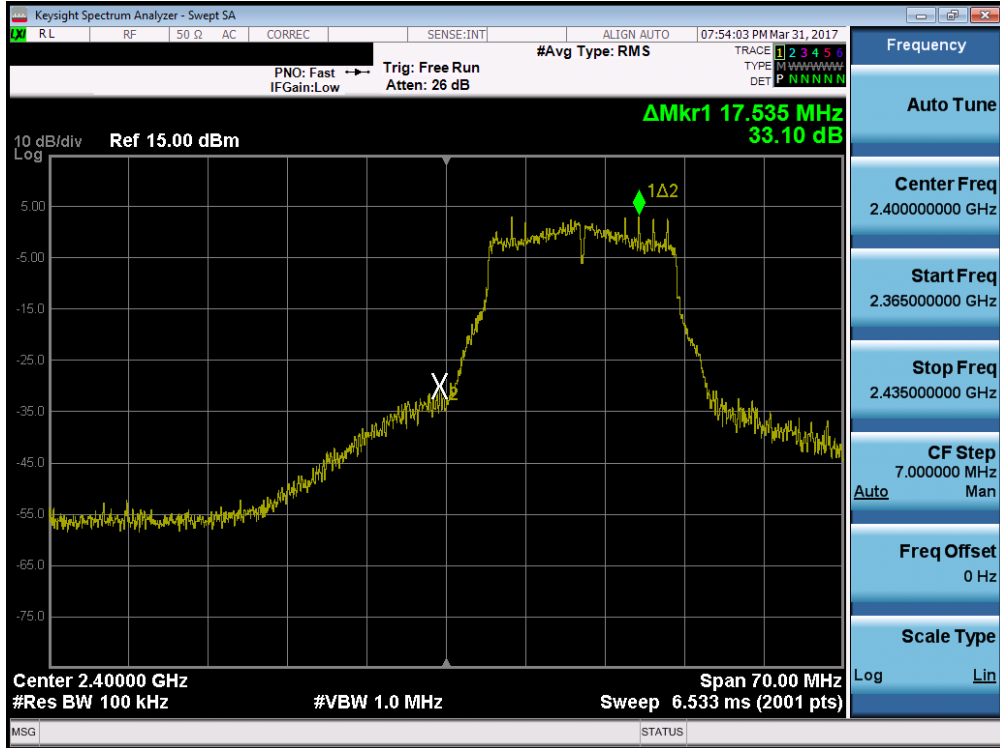 Keysight Spectrum Analyzer - Swept SA
LXI RL RF 50 Ω AC CORREC SENSE:INT ALIGN AUTO 07:54:03 PM Mar 31, 2017
#Avg Type: RMS TRACE 1 2 3 4 5 6
PNO: Fast Trig: Free Run TYPE M WWWWW
IFGain:Low Atten: 26 dB DET P N N N N N
ΔMkr1 17.535 MHz
33.10 dB
10 dB/div Ref 15.00 dBm
Log
1Δ2
5.00
-5.00
-15.0
-25.0
X2
-35.0
-45.0
-55.0
-65.0
-75.0
Center 2.40000 GHz Span 70.00 MHz
#Res BW 100 kHz #VBW 1.0 MHz Sweep 6.533 ms (2001 pts)
MSG STATUS
Frequency
Auto Tune
Center Freq
2.400000000 GHz
Start Freq
2.365000000 GHz
Stop Freq
2.435000000 GHz
CF Step
7.000000 MHz
Auto Man
Freq Offset
0 Hz
Scale Type
Log Lin